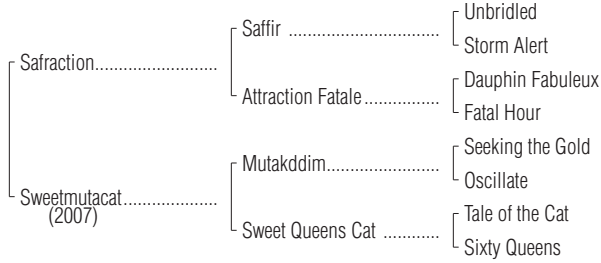 Unbridled
Saffir ......................................
Storm Alert
Safraction..............................
Dauphin Fabuleux
Attraction Fatale...................
Fatal Hour
Seeking the Gold
Mutakddim............................
Oscillate
Sweetmutacat.......................
(2007)
Tale of the Cat
Sweet Queens Cat .............
Sixty Queens